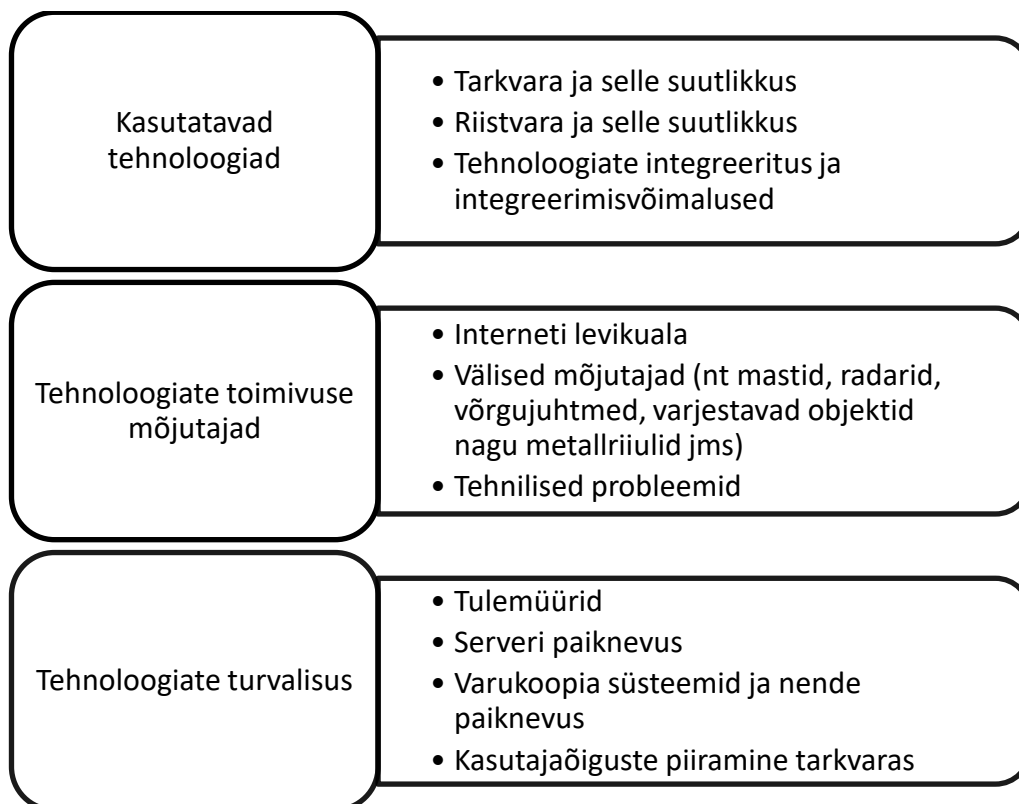 Kasutatavad
tehnoloogiad
• Tarkvara ja selle suutlikkus
• Riistvara ja selle suutlikkus
• Tehnoloogiate integreeritus ja
integreerimisvõimalused
Tehnoloogiate toimivuse
mõjutajad
• Interneti levikuala
• Välised mõjutajad (nt mastid, radarid,
võrgujuhtmed, varjestavad objektid
nagu metallriiulid jms)
• Tehnilised probleemid
Tehnoloogiate turvalisus
• Tulemüürid
• Serveri paiknevus
• Varukoopia süsteemid ja nende
paiknevus
• Kasutajaõiguste piiramine tarkvaras